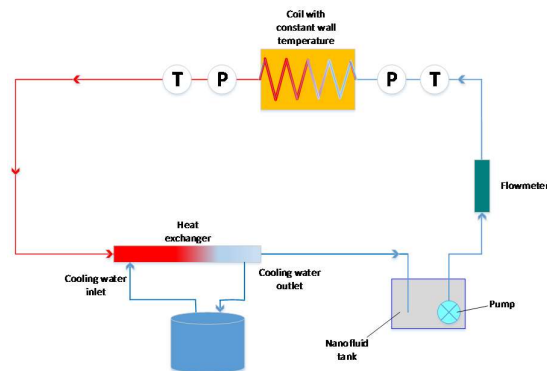 Coil with
constant wall
temperature
T
P
P
T
Flowmeter
Heat
exchanger
Cooling water
inlet
Cooling water
outlet
Pump
Nanofluid
tank